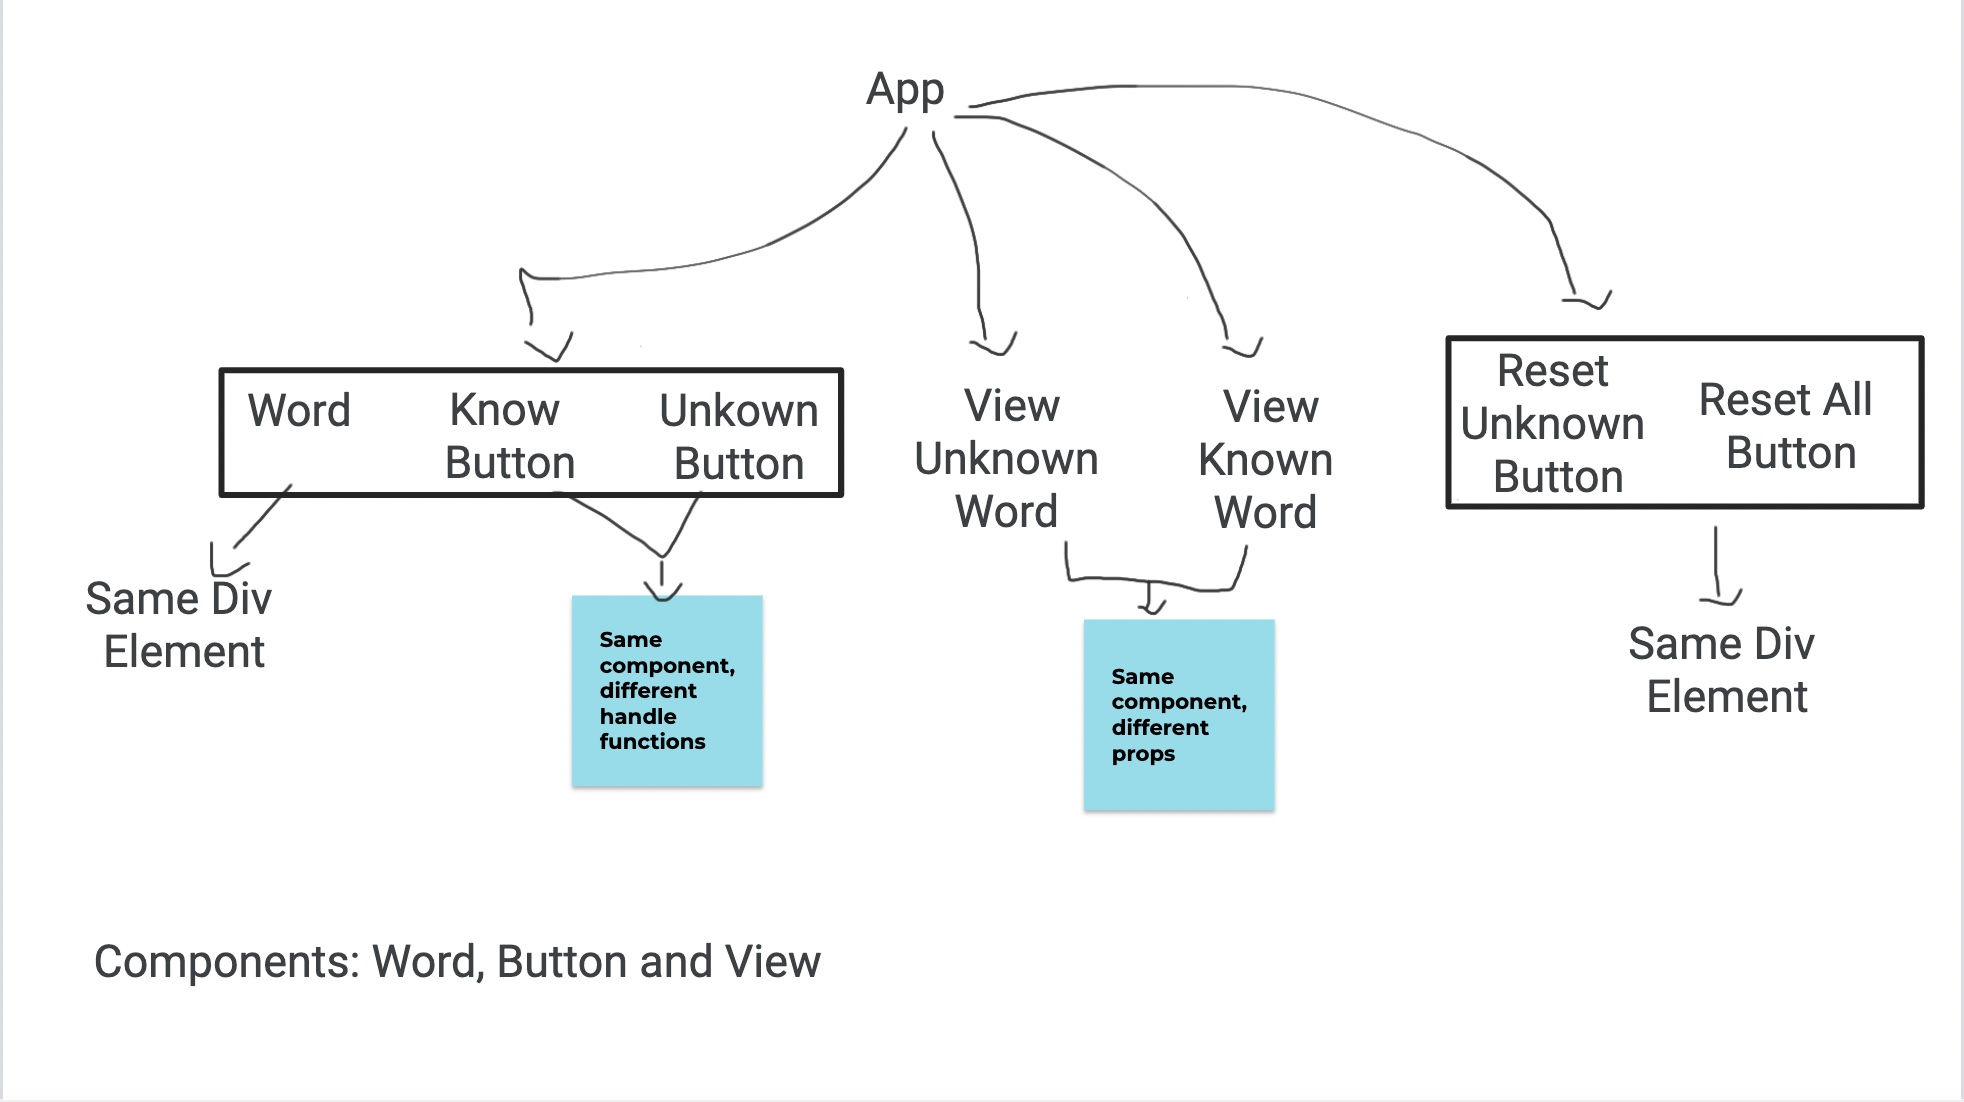 App
Word
Know
Button
Unkown
Button
View
Unknown
Word
View
Known
Word
Reset
Unknown
Button
Reset All
Button
Same Div
Element
Same
component,
different
handle
functions
Same
component,
different
props
Same Div
Element
Components: Word, Button and View